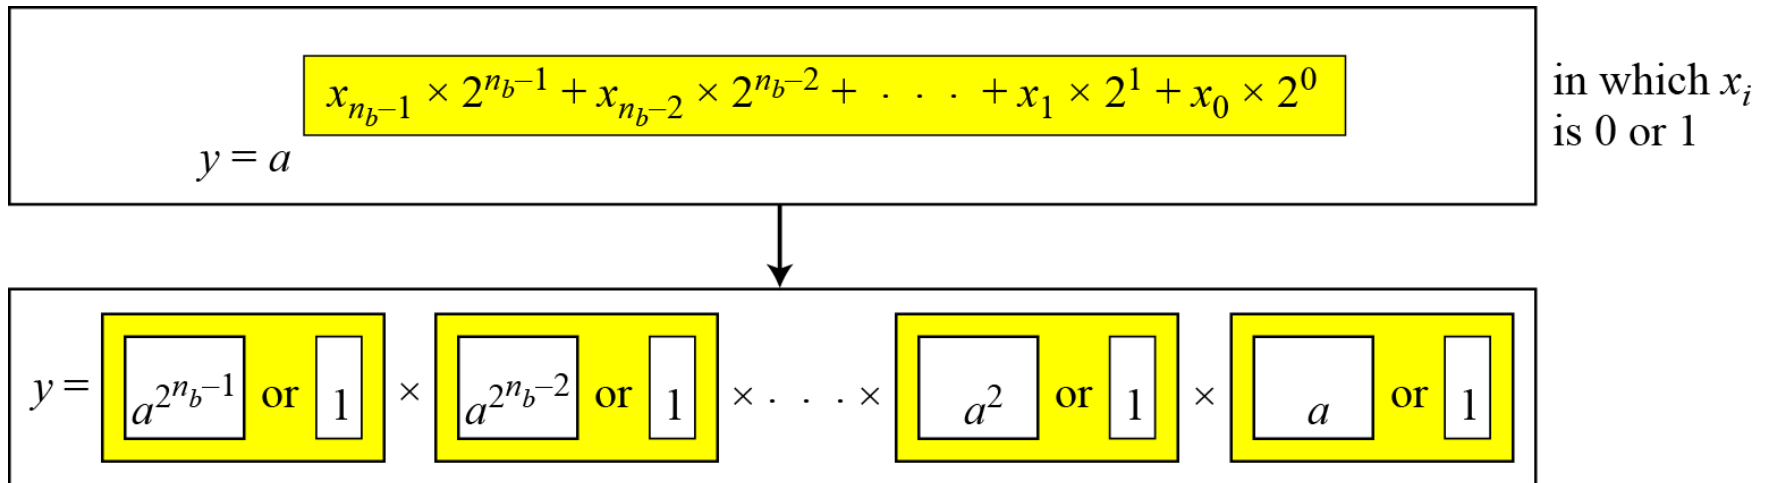 x_{n_b–1} × 2^{n_b–1} + x_{n_b–2} × 2^{n_b–2} + . . . + x_1 × 2^1 + x_0 × 2^0
y = a
in which x_i
is 0 or 1
y = a^{2^{n_b–1}} or 1 × a^{2^{n_b–2}} or 1 × . . . × a^2 or 1 × a or 1